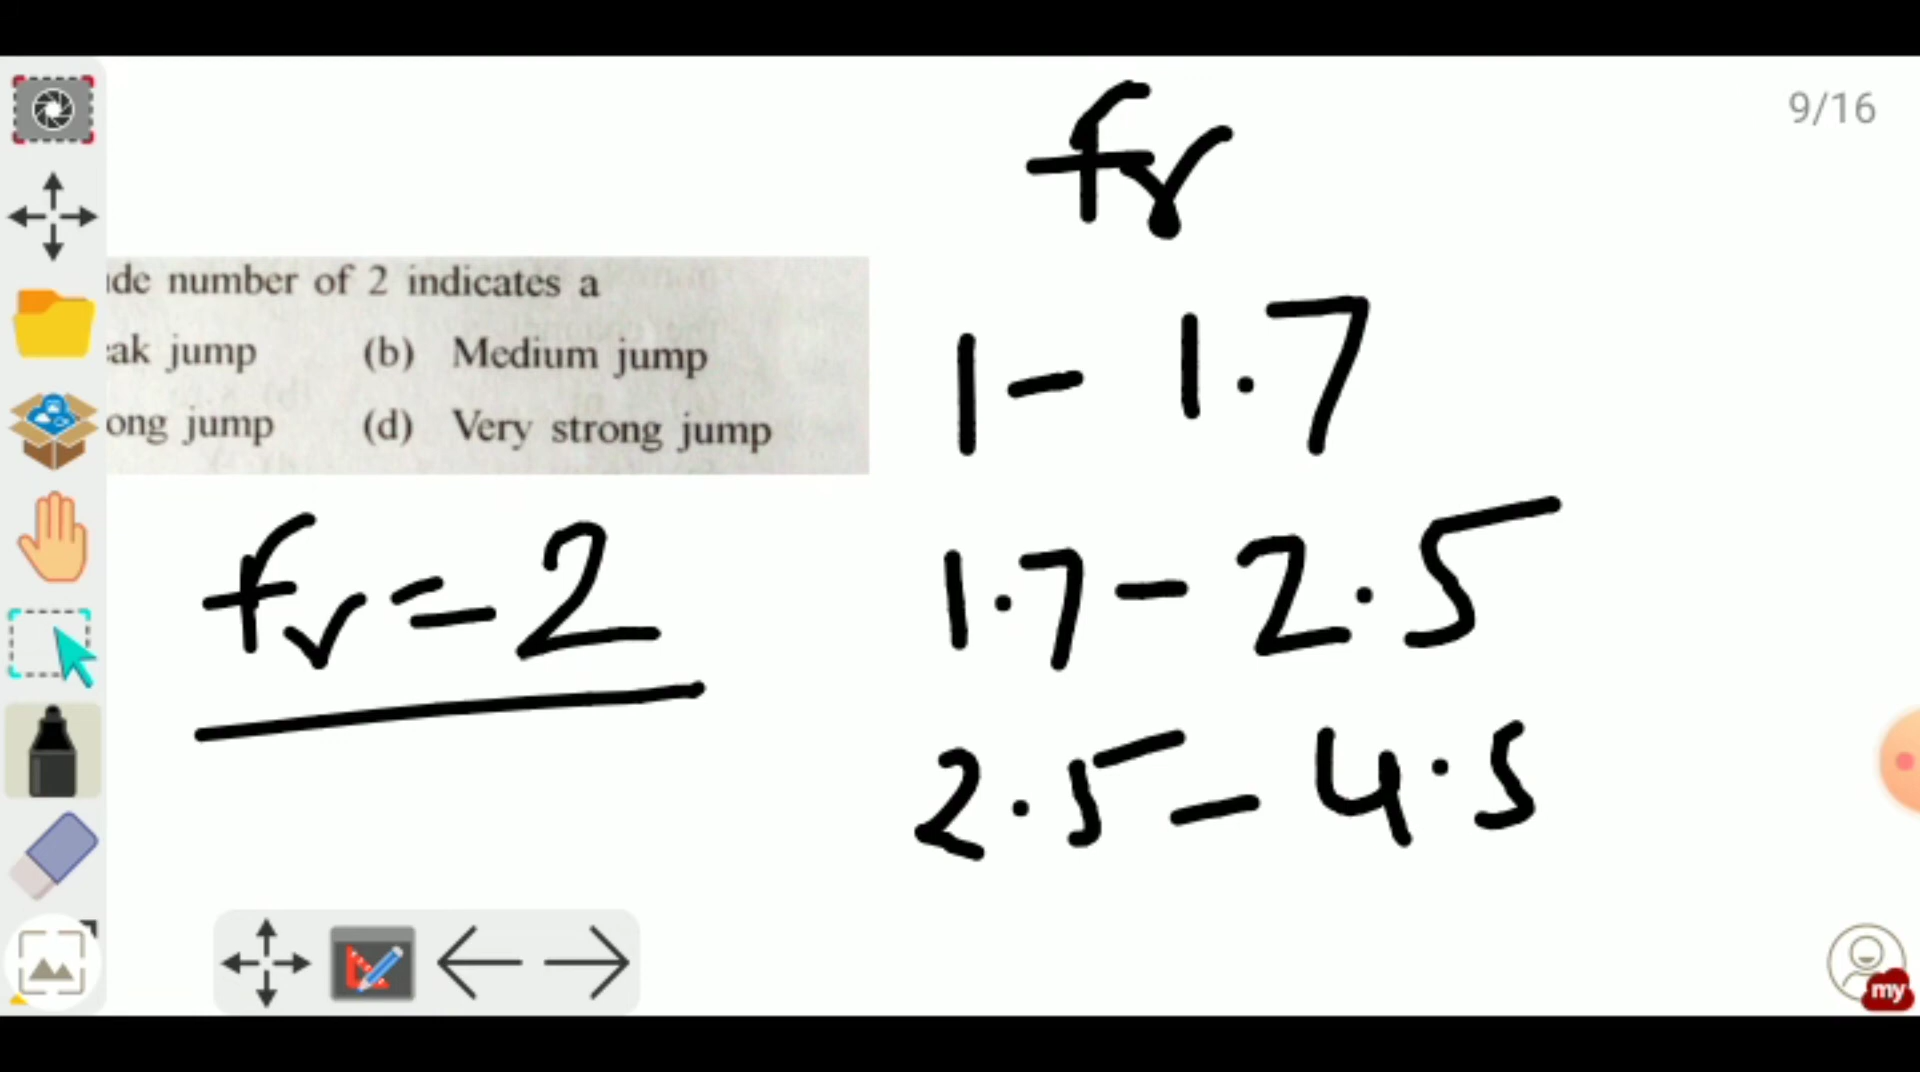 fr
9/16
de number of 2 indicates a
ak jump (b) Medium jump
ong jump (d) Very strong jump
1 - 1.7
fr = 2
1.7 - 2.5
2.5 - 4.5
my